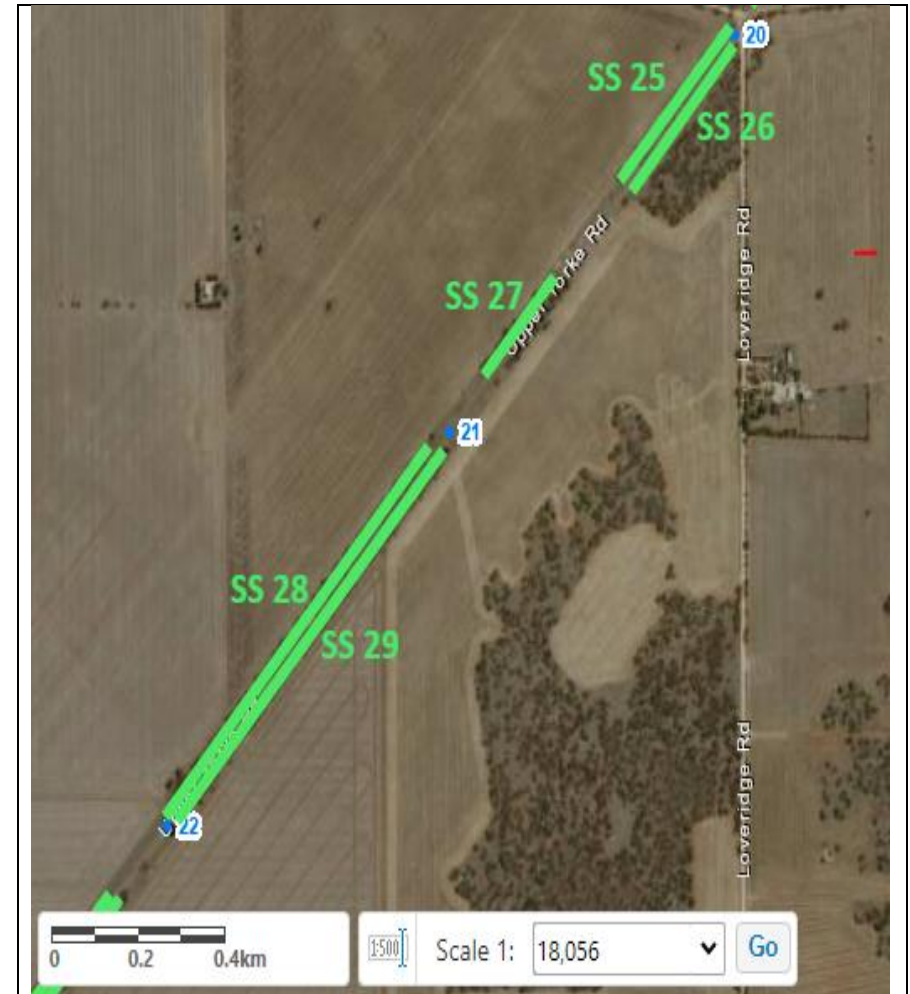 20
SS 25
SS 26
Loveridge Rd
Upper Yorke Rd
SS 27
21
SS 28
SS 29
Loveridge Rd
22
0 0.2 0.4km
1:500
Scale 1: 18,056 Go